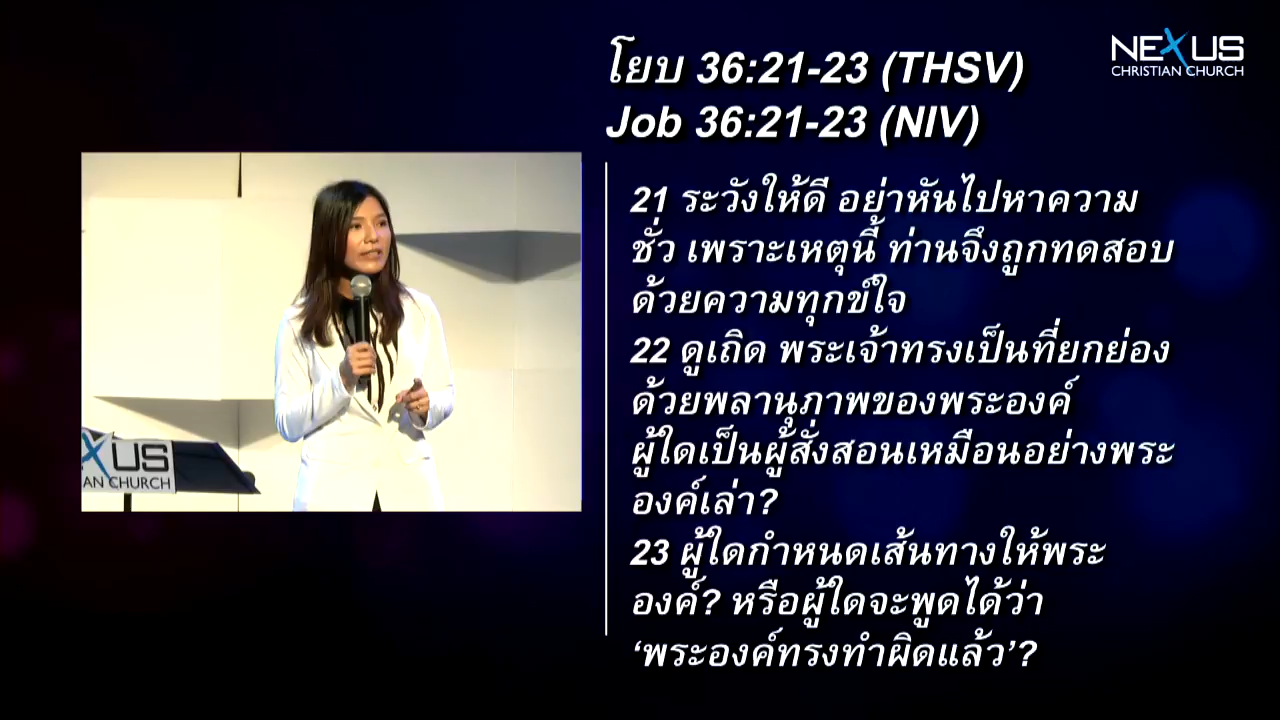 โยบ 36:21-23 (THSV)
Job 36:21-23 (NIV)
NEXUS
CHRISTIAN CHURCH
21 ระวังให้ดี อย่าหันไปหาความ
ชั่ว เพราะเหตุนี้ ท่านจึงถูกทดสอบ
ด้วยความทุกข์ใจ
22 ดูเถิด พระเจ้าทรงเป็นที่ยกย่อง
ด้วยพลานุภาพของพระองค์
ผู้ใดเป็นผู้สั่งสอนเหมือนอย่างพระ
องค์เล่า?
23 ผู้ใดกำหนดเส้นทางให้พระ
องค์? หรือผู้ใดจะพูดได้ว่า
‘พระองค์ทรงทำผิดแล้ว’?
XUS
AN CHURCH